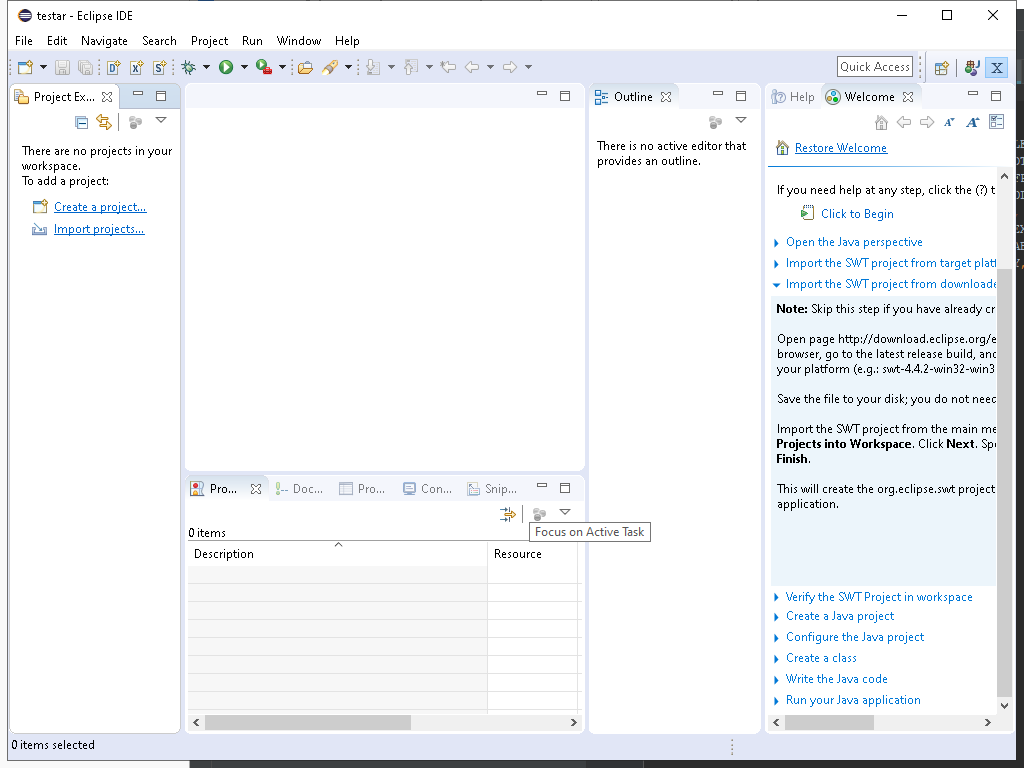 testar - Eclipse IDE
File Edit Navigate Search Project Run Window Help
Quick Access
Project Ex...
There are no projects in your
workspace.
To add a project:
Create a project...
Import projects...
Outline
There is no active editor that
provides an outline.
Help Welcome
Restore Welcome
If you need help at any step, click the (?) t
Click to Begin
Open the Java perspective
Import the SWT project from target platf
Import the SWT project from downloade
Note: Skip this step if you have already cr
Open page http://download.eclipse.org/e
browser, go to the latest release build, and
your platform (e.g.: swt-4.4.2-win32-win3
Save the file to your disk; you do not need
Import the SWT project from the main me
Projects into Workspace. Click Next. Spe
Finish.
This will create the org.eclipse.swt project
application.
Verify the SWT Project in workspace
Create a Java project
Configure the Java project
Create a class
Write the Java code
Run your Java application
Pro... Doc... Pro... Con... Snip...
0 items
Focus on Active Task
Description Resource
0 items selected